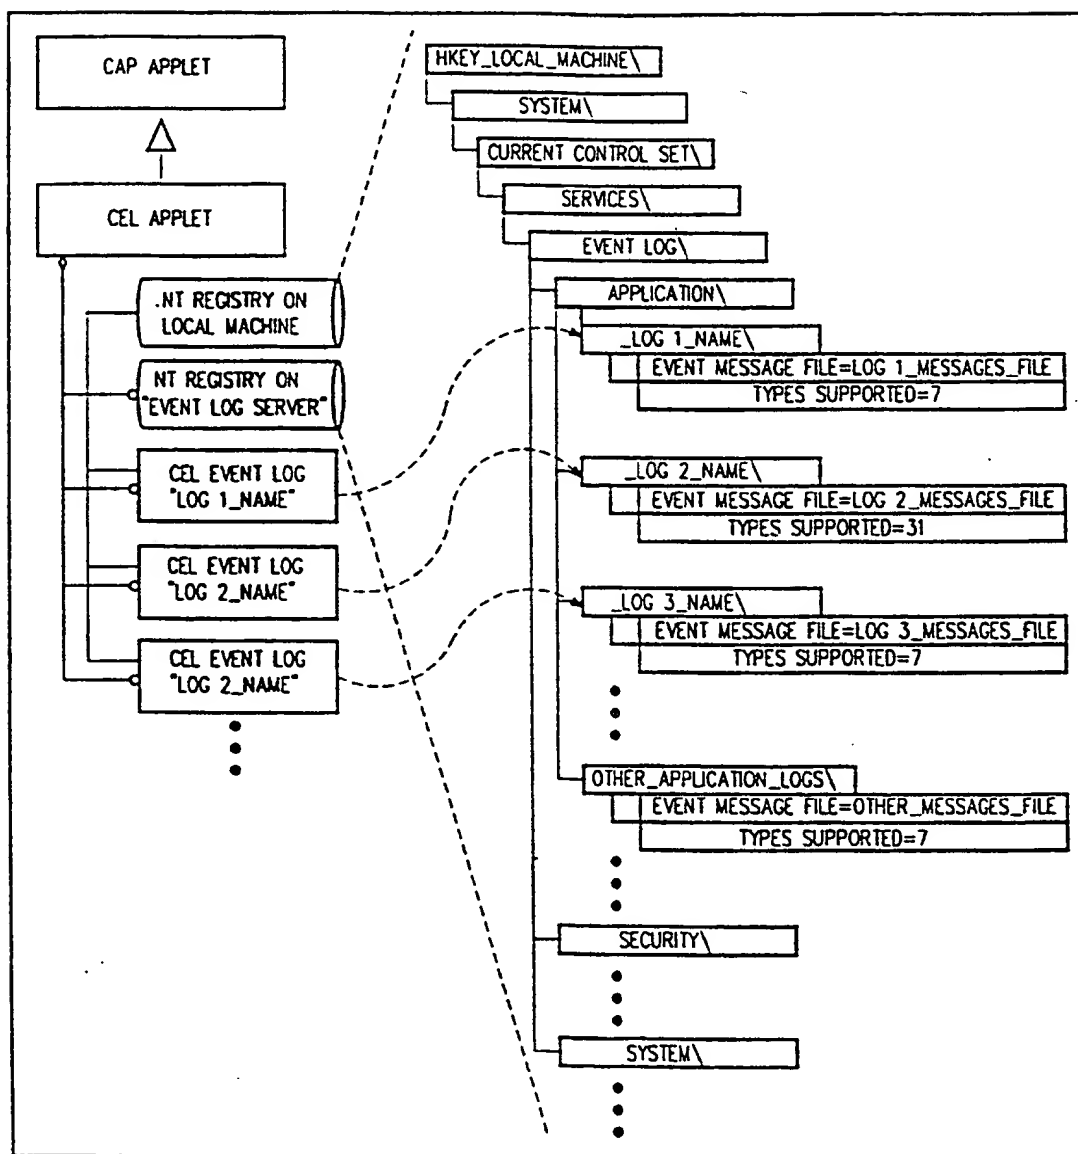 CAP APPLET
CEL APPLET
.NT REGISTRY ON
LOCAL MACHINE
NT REGISTRY ON
"EVENT LOG SERVER"
CEL EVENT LOG
"LOG 1_NAME"
CEL EVENT LOG
"LOG 2_NAME"
CEL EVENT LOG
"LOG 2_NAME"
HKEY_LOCAL_MACHINE\
SYSTEM\
CURRENT CONTROL SET\
SERVICES\
EVENT LOG\
APPLICATION\
_LOG 1_NAME\
EVENT MESSAGE FILE=LOG 1_MESSAGES_FILE
TYPES SUPPORTED=7
_LOG 2_NAME\
EVENT MESSAGE FILE=LOG 2_MESSAGES_FILE
TYPES SUPPORTED=31
_LOG 3_NAME\
EVENT MESSAGE FILE=LOG 3_MESSAGES_FILE
TYPES SUPPORTED=7
OTHER_APPLICATION_LOGS\
EVENT MESSAGE FILE=OTHER_MESSAGES_FILE
TYPES SUPPORTED=7
SECURITY\
SYSTEM\